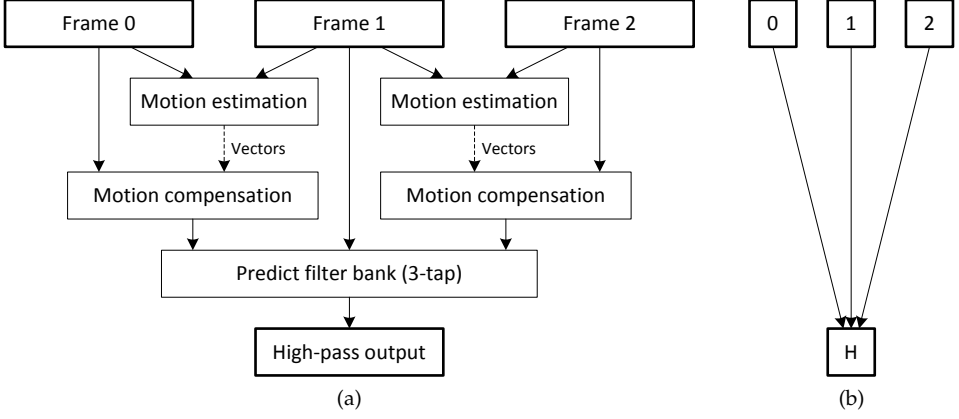 Frame 0 Frame 1 Frame 2 0 1 2
Motion estimation Motion estimation
Vectors Vectors
Motion compensation Motion compensation
Predict filter bank (3-tap)
High-pass output H
(a) (b)